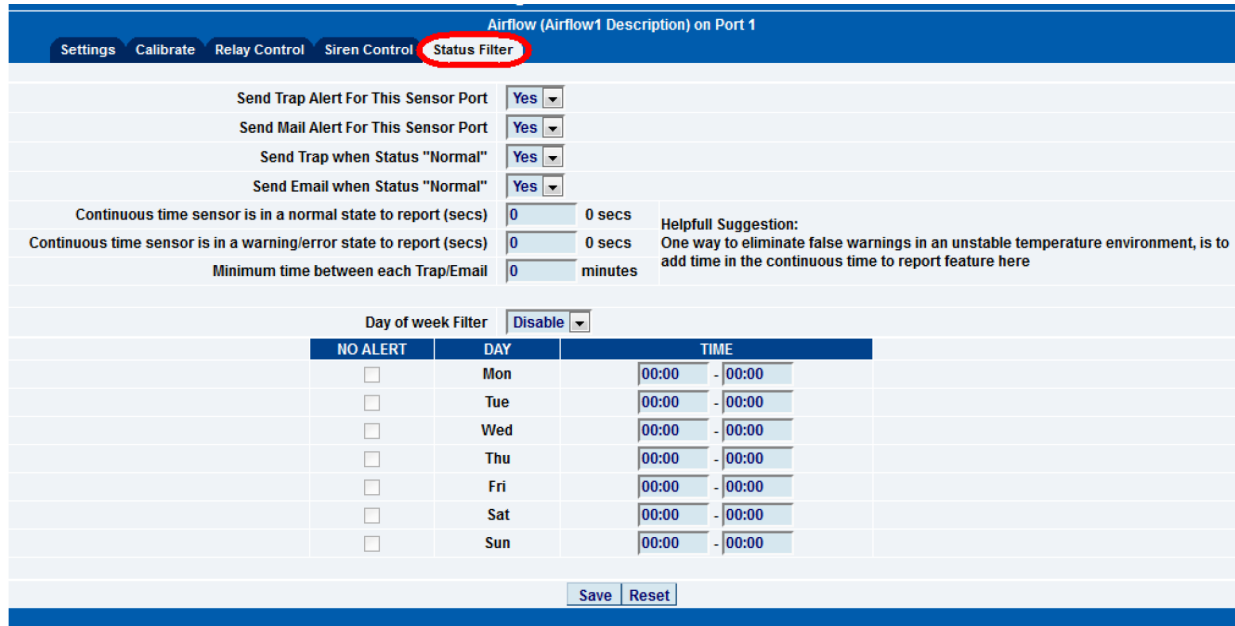 Airflow (Airflow1 Description) on Port 1
Settings Calibrate Relay Control Siren Control Status Filter
Send Trap Alert For This Sensor Port Yes
Send Mail Alert For This Sensor Port Yes
Send Trap when Status "Normal" Yes
Send Email when Status "Normal" Yes
Continuous time sensor is in a normal state to report (secs) 0 0 secs
Continuous time sensor is in a warning/error state to report (secs) 0 0 secs
Minimum time between each Trap/Email 0 minutes
Helpfull Suggestion:
One way to eliminate false warnings in an unstable temperature environment, is to
add time in the continuous time to report feature here
Day of week Filter Disable
NO ALERT DAY TIME
Mon 00:00 - 00:00
Tue 00:00 - 00:00
Wed 00:00 - 00:00
Thu 00:00 - 00:00
Fri 00:00 - 00:00
Sat 00:00 - 00:00
Sun 00:00 - 00:00
Save Reset